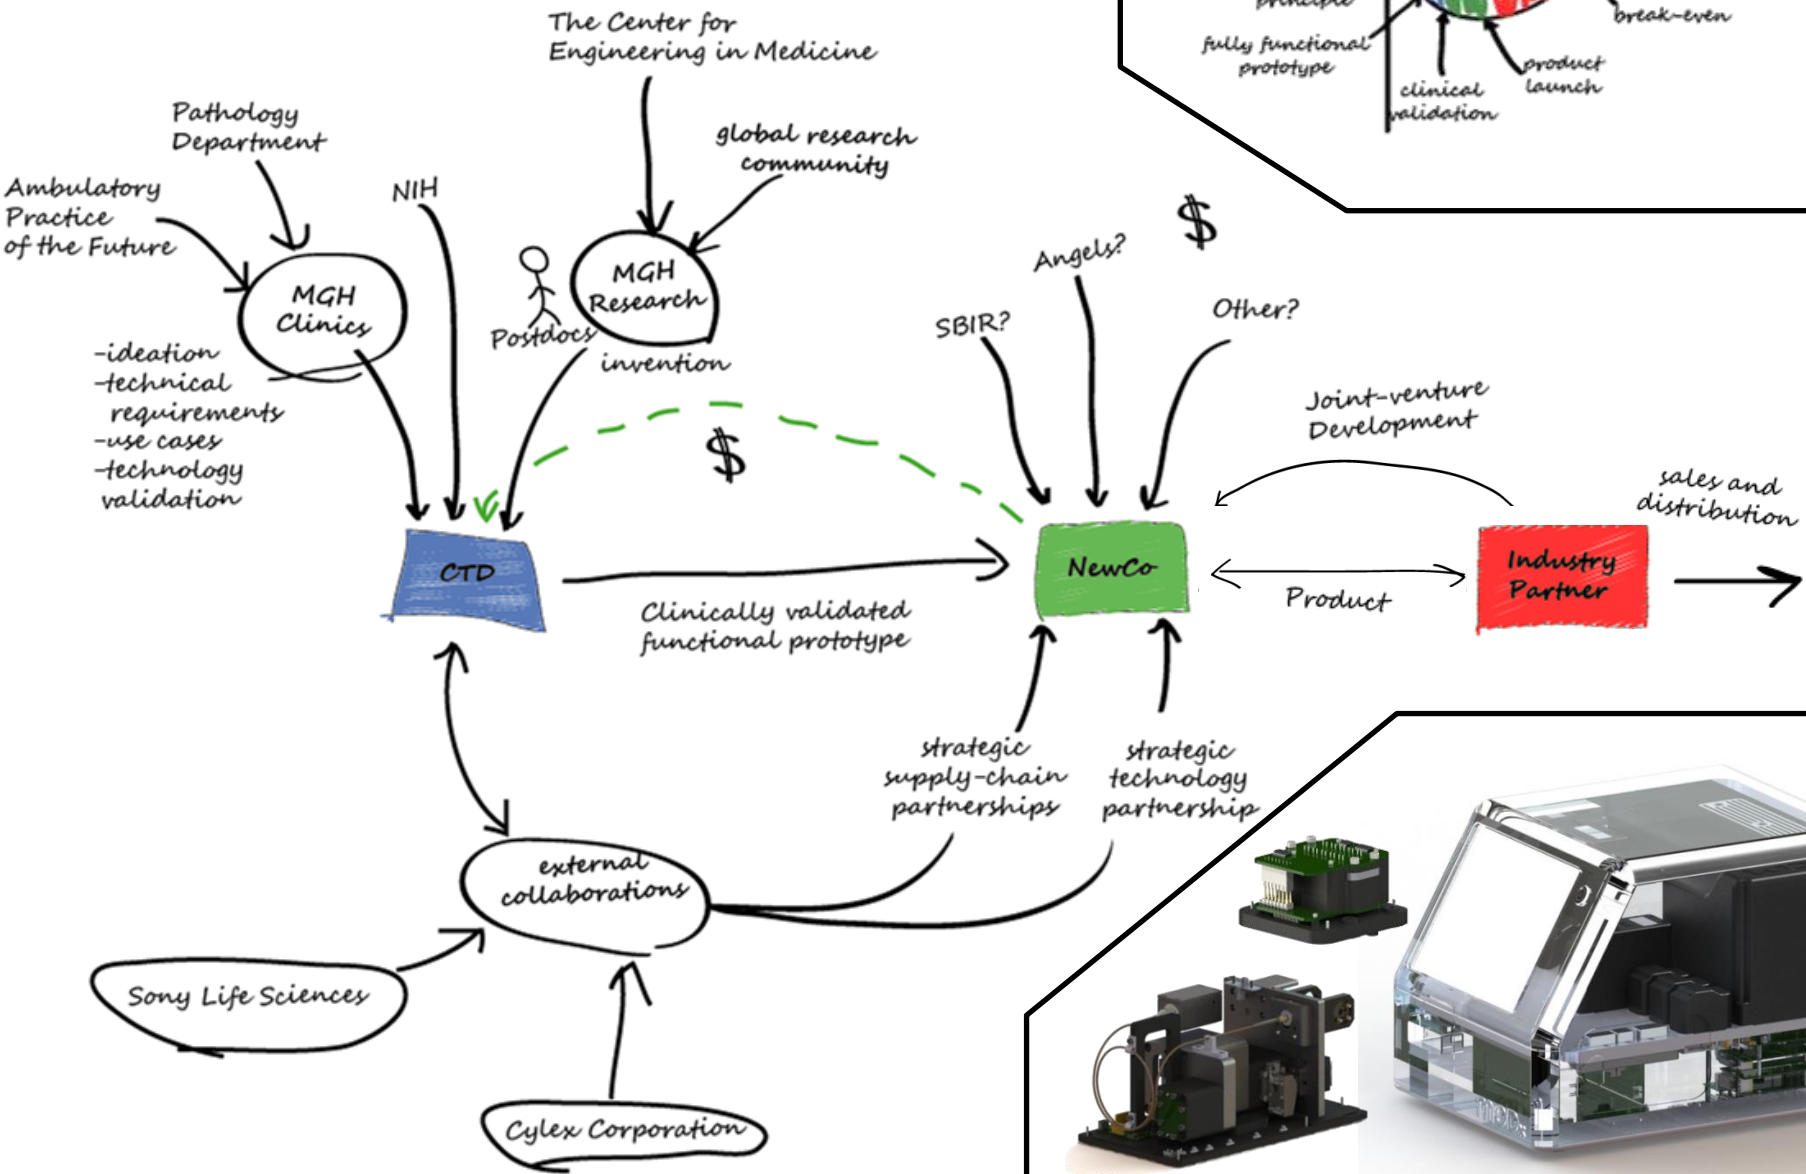 The Center for
Engineering in Medicine
principle
break-even
fully functional
prototype
product
launch
clinical
validation
Pathology
Department
global research
community
Ambulatory
Practice
of the Future
NIH
$
Angels?
MGH
Research
MGH
Clinics
Postdocs
SBIR?
Other?
invention
-ideation
-technical
requirements
-use cases
-technology
validation
$
Joint-venture
Development
sales and
distribution
CTD
NewCo
Industry
Partner
Product
Clinically validated
functional prototype
strategic
supply-chain
partnerships
strategic
technology
partnership
external
collaborations
Sony Life Sciences
Cylex Corporation